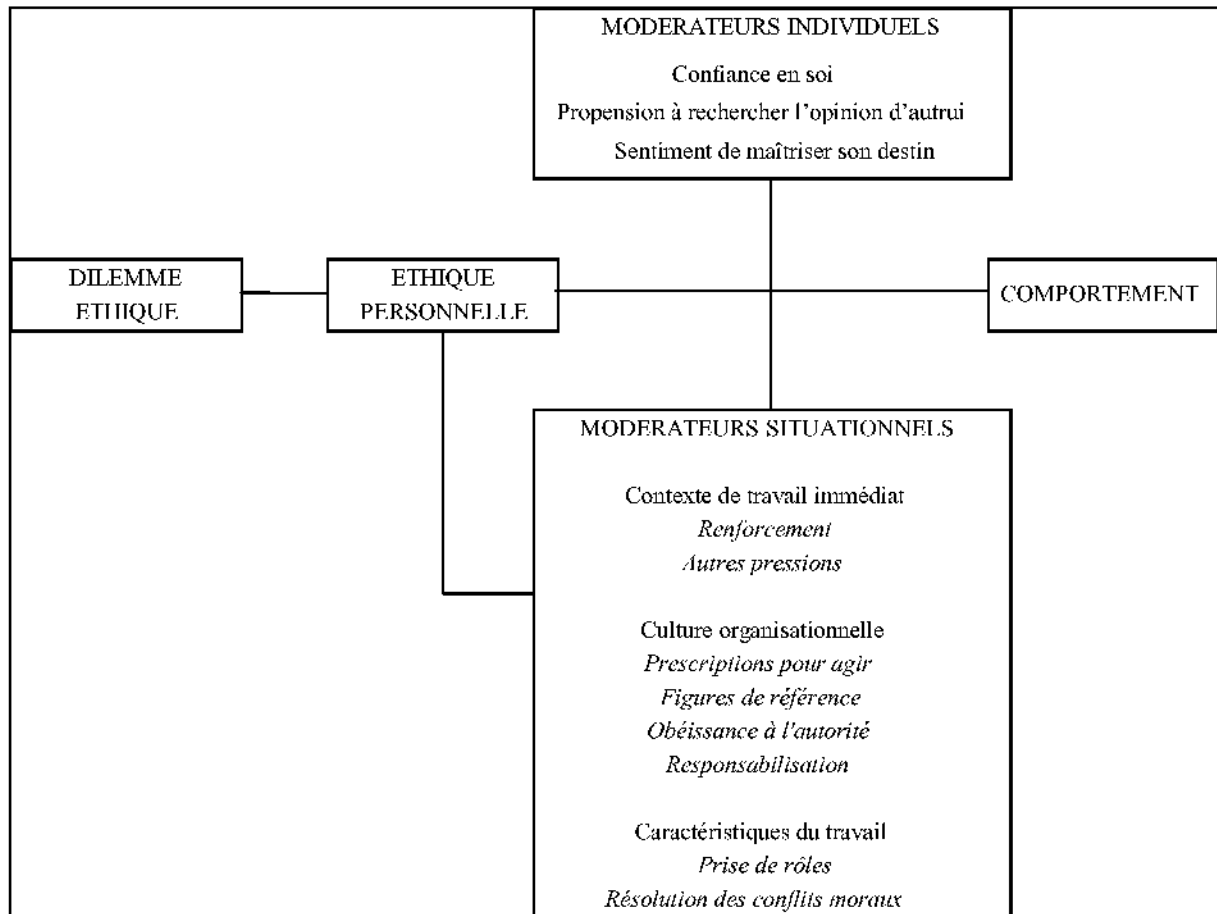 MODERATEURS INDIVIDUELS
Confiance en soi
Propension à rechercher l'opinion d'autrui
Sentiment de maîtriser son destin
DILEMME
ETHIQUE
ETHIQUE
PERSONNELLE
COMPORTEMENT
MODERATEURS SITUATIONNELS
Contexte de travail immédiat
Renforcement
Autres pressions
Culture organisationnelle
Prescriptions pour agir
Figures de référence
Obéissance à l'autorité
Responsabilisation
Caractéristiques du travail
Prise de rôles
Résolution des conflits moraux